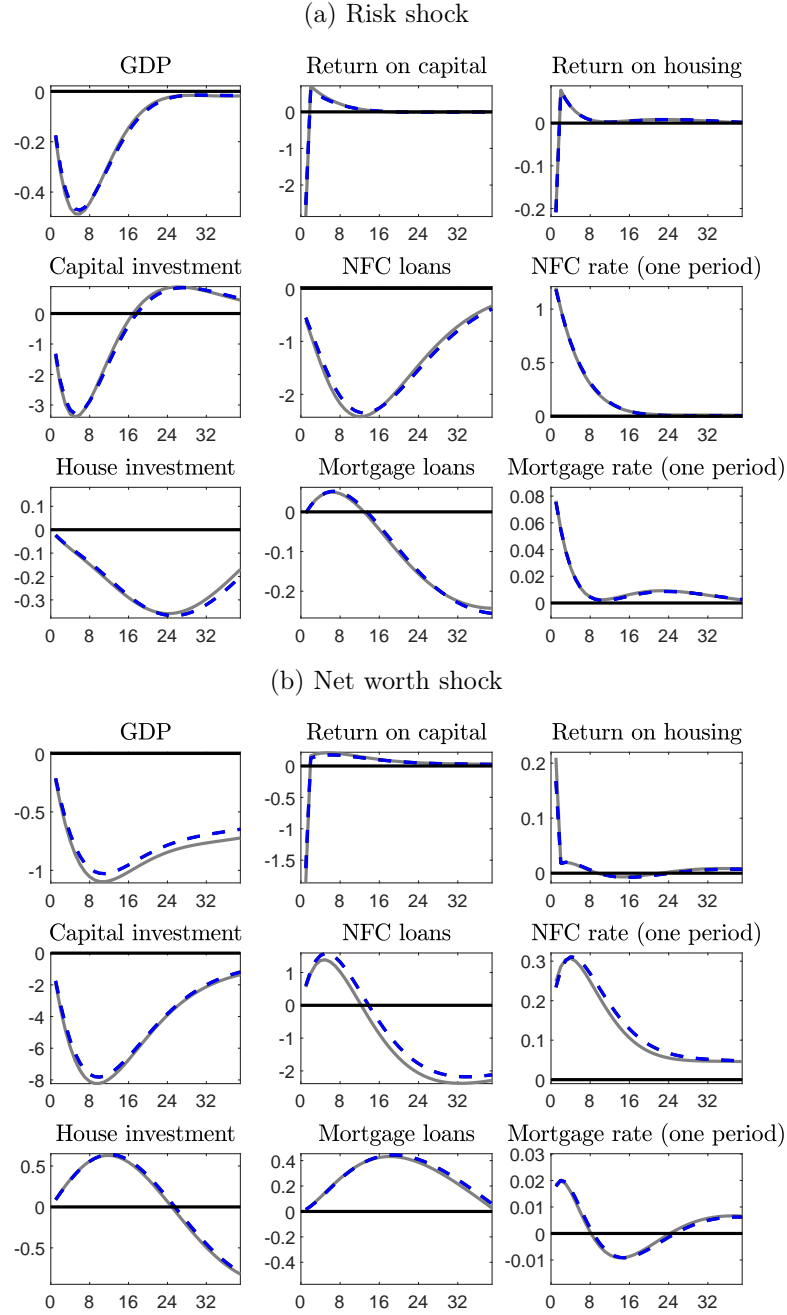 (a) Risk shock
GDP Return on capital Return on housing
0
-0.2
-0.4
0 8 16 24 32
0
-1
-2
0 8 16 24 32
0
-0.1
-0.2
0 8 16 24 32
Capital investment NFC loans NFC rate (one period)
0
-1
-2
-3
0 8 16 24 32
0
-1
-2
0 8 16 24 32
1
0.5
0
0 8 16 24 32
House investment Mortgage loans Mortgage rate (one period)
0.1
0
-0.1
-0.2
-0.3
0 8 16 24 32
0
-0.1
-0.2
0 8 16 24 32
0.08
0.06
0.04
0.02
0
0 8 16 24 32
(b) Net worth shock
GDP Return on capital Return on housing
0
-0.5
-1
0 8 16 24 32
0
-0.5
-1
-1.5
0 8 16 24 32
0.2
0.1
0
0 8 16 24 32
Capital investment NFC loans NFC rate (one period)
0
-2
-4
-6
-8
0 8 16 24 32
1
0
-1
-2
0 8 16 24 32
0.3
0.2
0.1
0
0 8 16 24 32
House investment Mortgage loans Mortgage rate (one period)
0.5
0
-0.5
0 8 16 24 32
0.4
0.2
0
-0.2
-0.4
0 8 16 24 32
0.03
0.02
0.01
0
-0.01
0 8 16 24 32